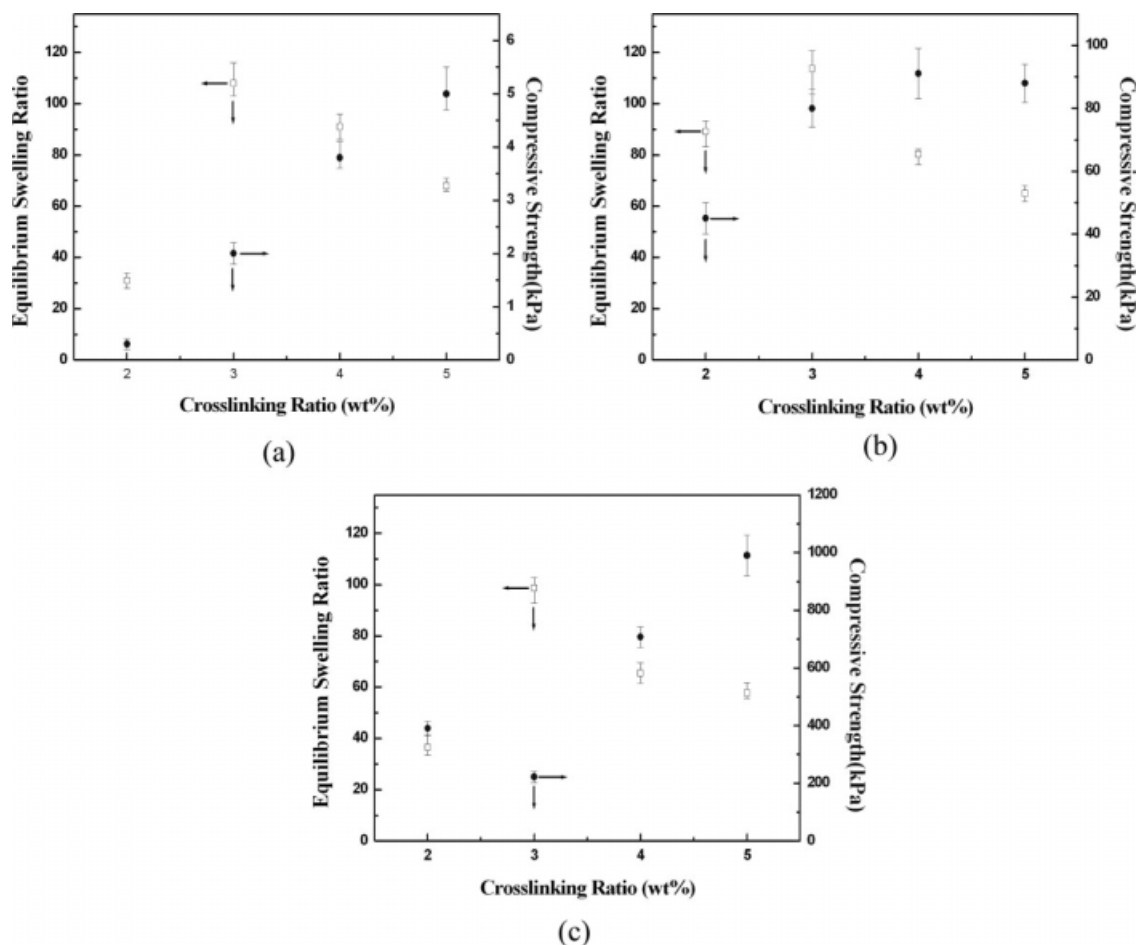 120
100
80
60
40
20
0
Equilibrium Swelling Ratio
6
5
4
3
2
1
0
Compressive Strength(kPa)
2 3 4 5
Crosslinking Ratio (wt%)
(a)
120
100
80
60
40
20
0
Equilibrium Swelling Ratio
100
80
60
40
20
0
Compressive Strength(kPa)
2 3 4 5
Crosslinking Ratio (wt%)
(b)
120
100
80
60
40
20
0
Equilibrium Swelling Ratio
1200
1000
800
600
400
200
0
Compressive Strength(kPa)
2 3 4 5
Crosslinking Ratio (wt%)
(c)